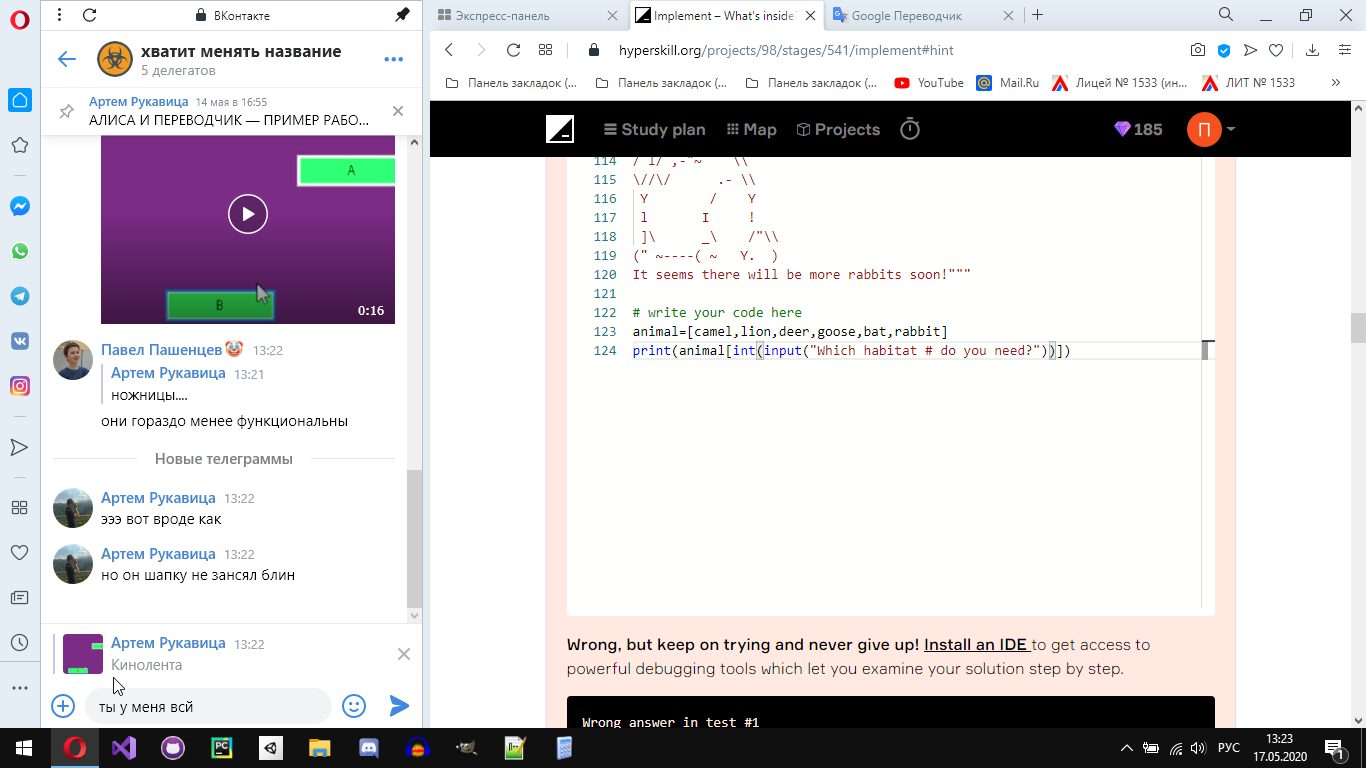 ВКонтакте
хватит менять название
5 делегатов
Артем Рукавица 14 мая в 16:55
АЛИСА И ПЕРЕВОДЧИК — ПРИМЕР РАБО...
A
B
0:16
Павел Пашенцев 13:22
Артем Рукавица 13:21
ножницы....
они гораздо менее функциональны
Новые телеграммы
Артем Рукавица 13:22
эээ вот вроде как
Артем Рукавица 13:22
но он шапку не зансял блин
Артем Рукавица 13:22
Кинолента
ты у меня всй
Экспресс-панель
Implement – What's inside
Google Переводчик
hyperskill.org/projects/98/stages/541/implement#hint
Панель закладок (...
Панель закладок (...
Панель закладок (...
YouTube
Mail.Ru
Лицей № 1533 (ин...
ЛИТ № 1533
Study plan
Map
Projects
185
П
114 / l/ ,-"~    \\
115 \//\/      .- \\
116  Y        /    Y
117  l       I     !
118  ]\      _\    /"\\
119 (" ~----( ~   Y.  )
120 It seems there will be more rabbits soon!"""
121
122 # write your code here
123 animal=[camel,lion,deer,goose,bat,rabbit]
124 print(animal[int(input("Which habitat # do you need?"))])
Wrong, but keep on trying and never give up! Install an IDE to get access to
powerful debugging tools which let you examine your solution step by step.
Wrong answer in test #1
РУС
13:23
17.05.2020
1